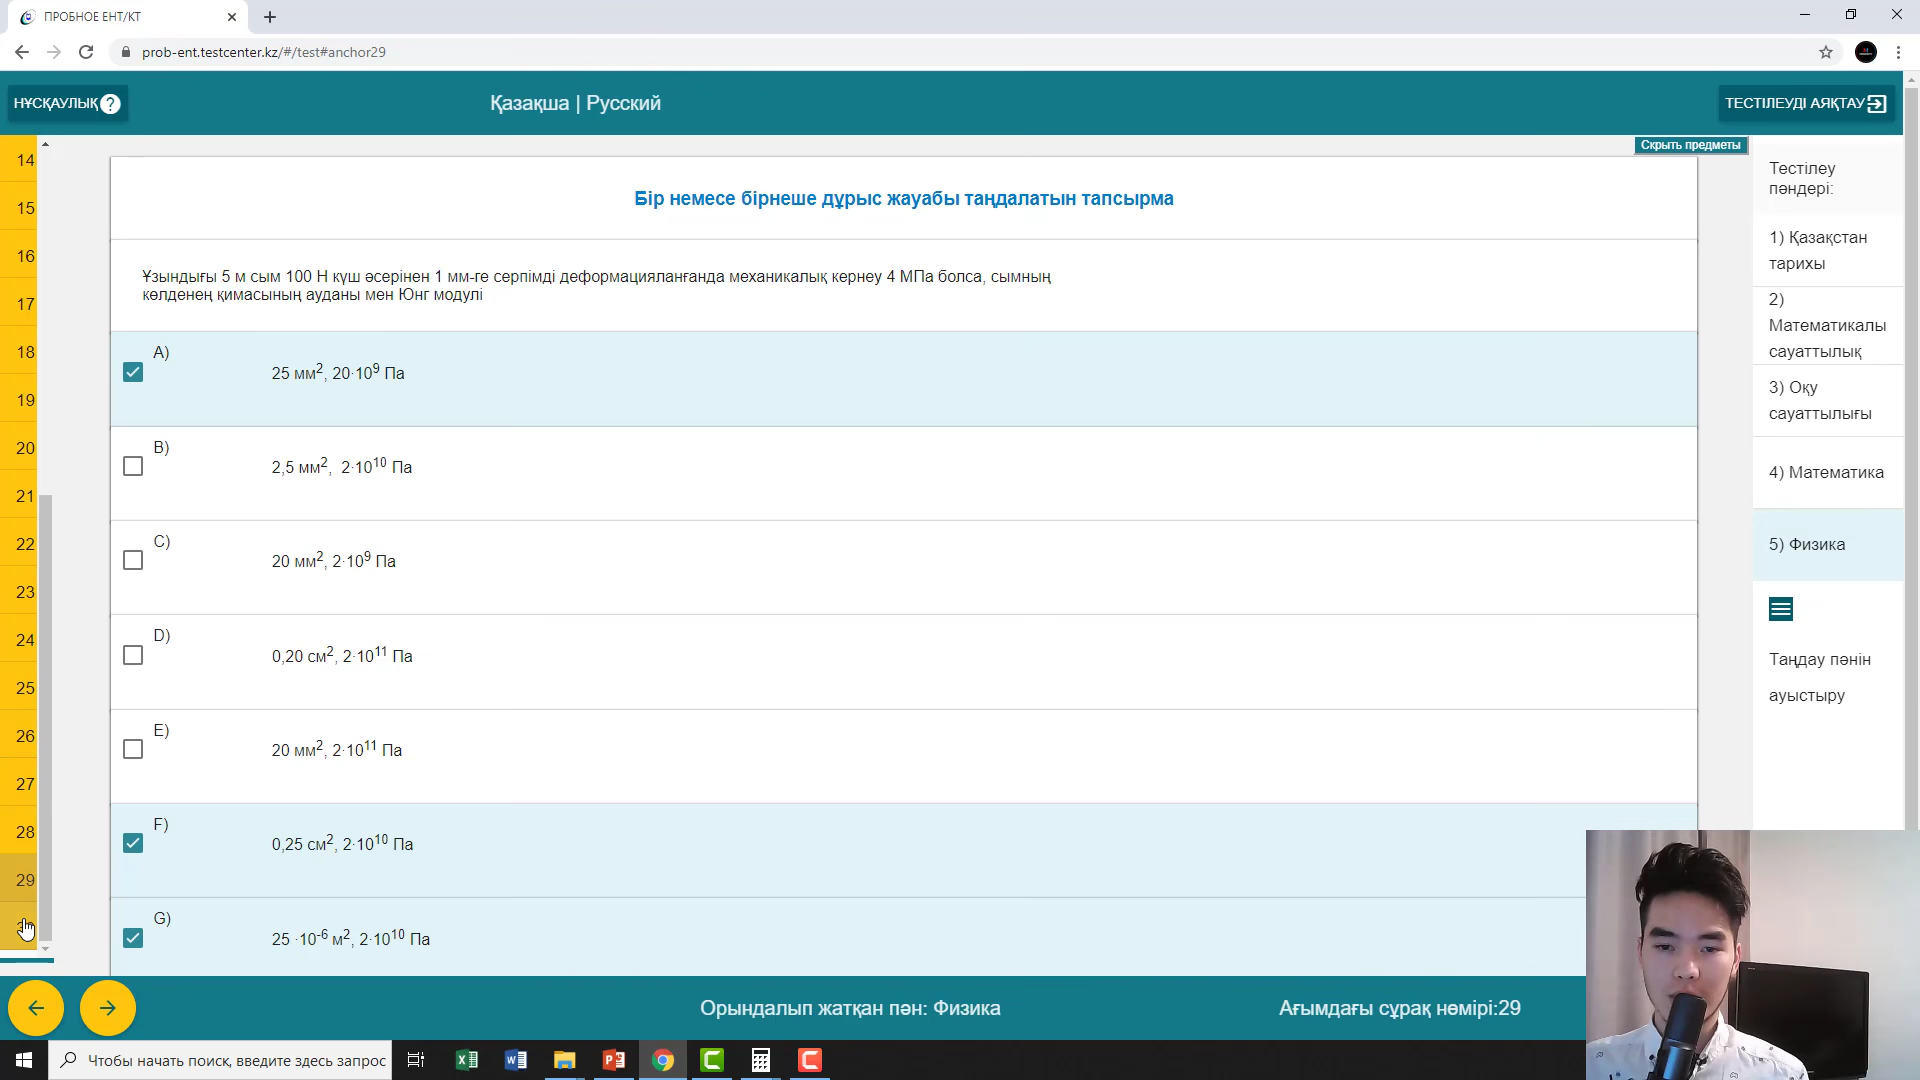 ПРОБНОЕ ЕНТ/КТ
prob-ent.testcenter.kz/#/test#anchor29
НҰСҚАУЛЫҚ ?
Қазақша | Русский
ТЕСТІЛЕУДІ АЯҚТАУ
Скрыть предметы
14
15
16
17
18
19
20
21
22
23
24
25
26
27
28
29
Бір немесе бірнеше дұрыс жауабы таңдалатын тапсырма
Ұзындығы 5 м сым 100 Н күш әсерінен 1 мм-ге серпімді деформацияланғанда механикалық кернеу 4 МПа болса, сымның
көлденең қимасының ауданы мен Юнг модулі
A)
25 мм², 20·10⁹ Па
B)
2,5 мм², 2·10¹⁰ Па
C)
20 мм², 2·10⁹ Па
D)
0,20 см², 2·10¹¹ Па
E)
20 мм², 2·10¹¹ Па
F)
0,25 см², 2·10¹⁰ Па
G)
25 ·10⁻⁶ м², 2·10¹⁰ Па
Тестілеу
пәндері:
1) Қазақстан
тарихы
2)
Математикалы
сауаттылық
3) Оқу
сауаттылығы
4) Математика
5) Физика
Таңдау пәнін
ауыстыру
Орындалып жатқан пән: Физика
Ағымдағы сұрақ нөмірі:29
Чтобы начать поиск, введите здесь запрос